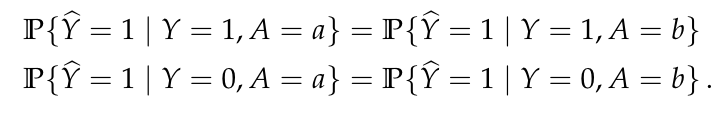 ℙ{Ŷ = 1 | Y = 1, A = a} = ℙ{Ŷ = 1 | Y = 1, A = b}
ℙ{Ŷ = 1 | Y = 0, A = a} = ℙ{Ŷ = 1 | Y = 0, A = b} .